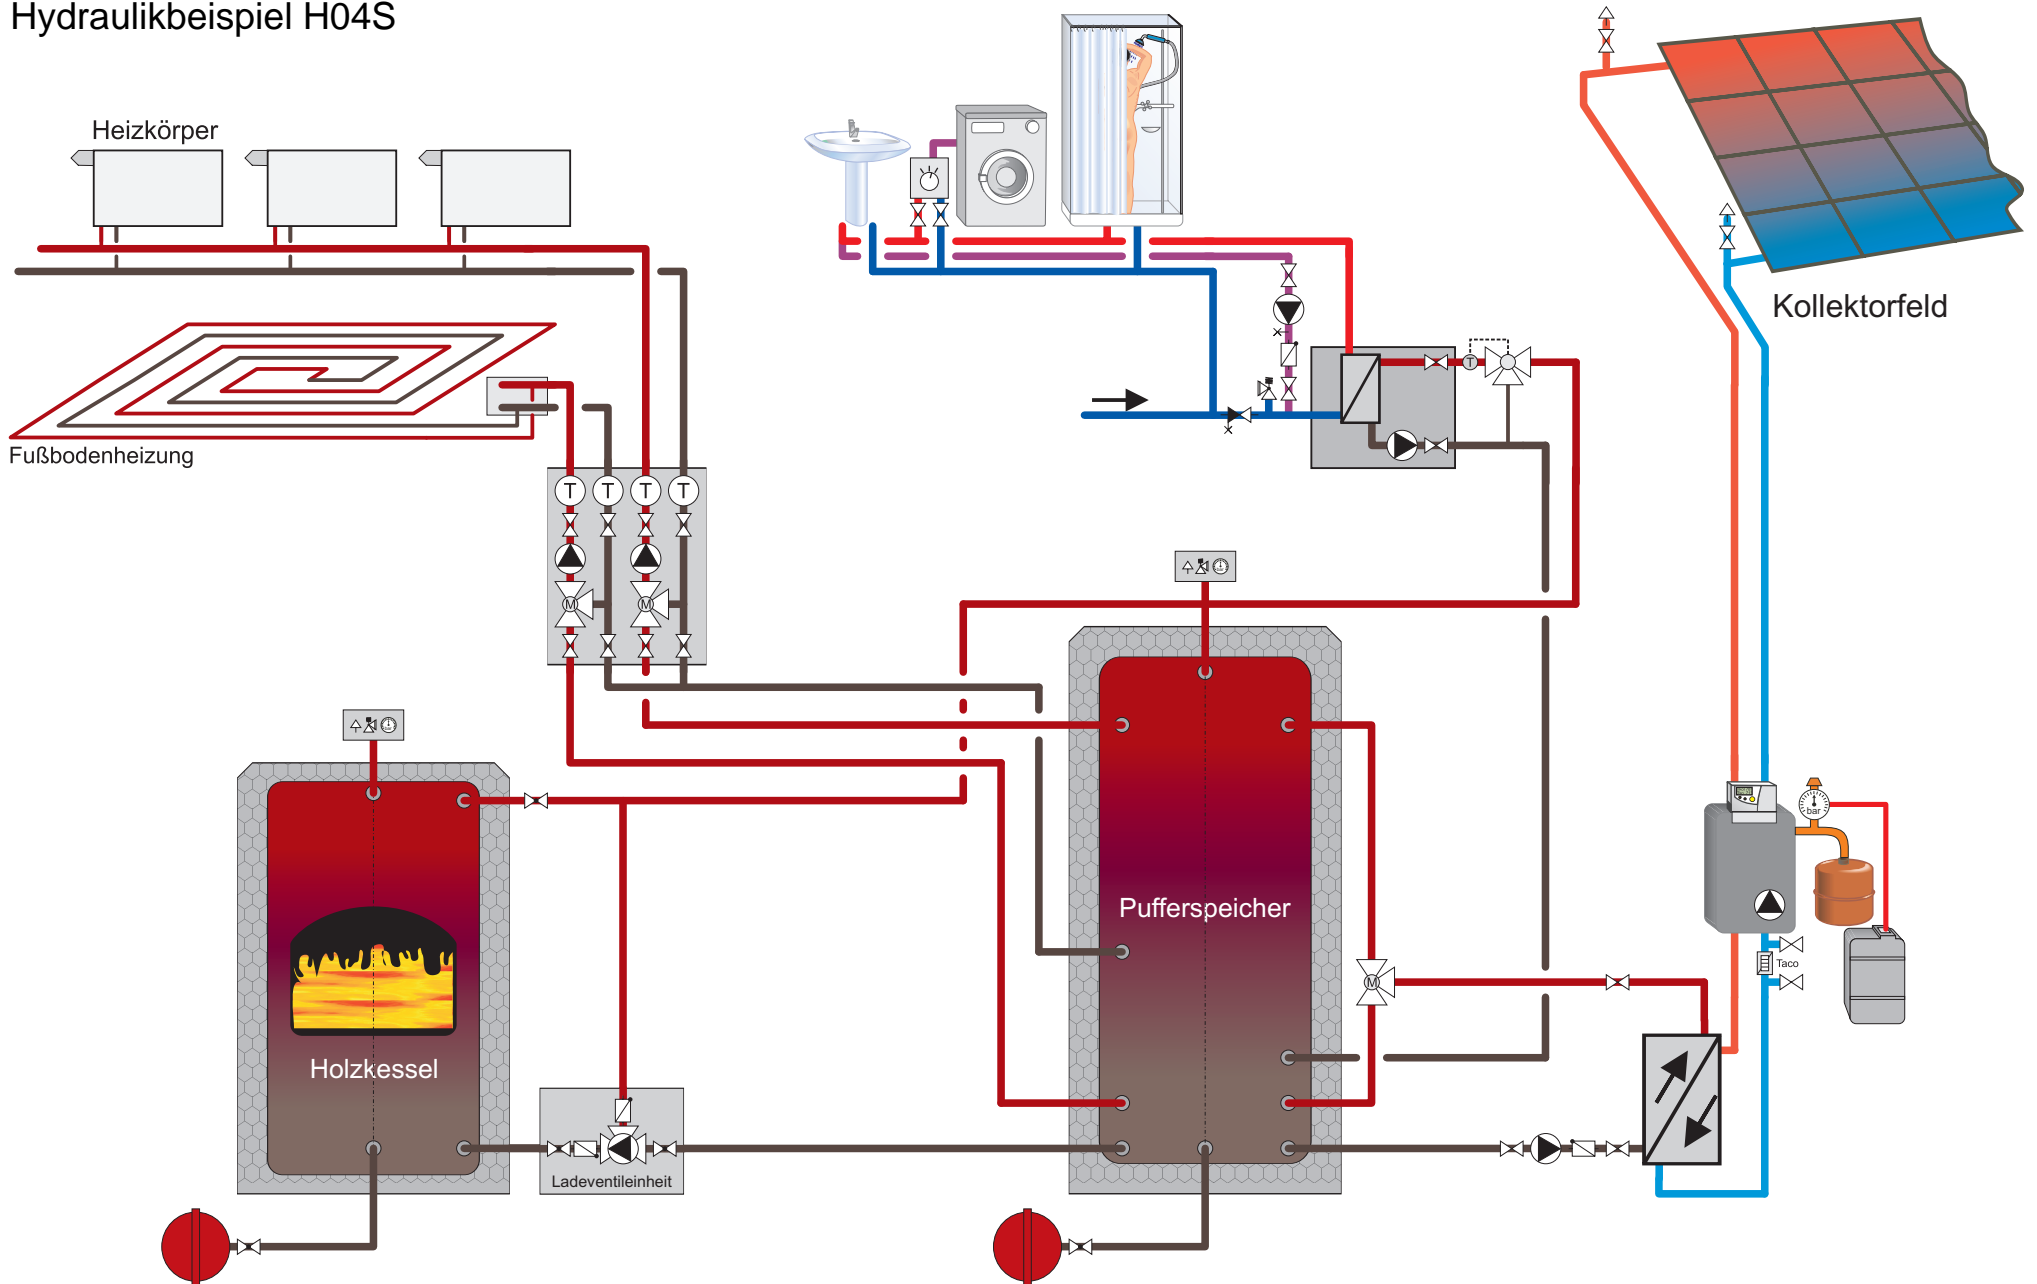 Hydraulikbeispiel H04S
Heizkörper
Kollektorfeld
Fußbodenheizung
T
T T T T
M M
bar
Pufferspeicher
Taco
M
Holzkessel
Ladeventileinheit